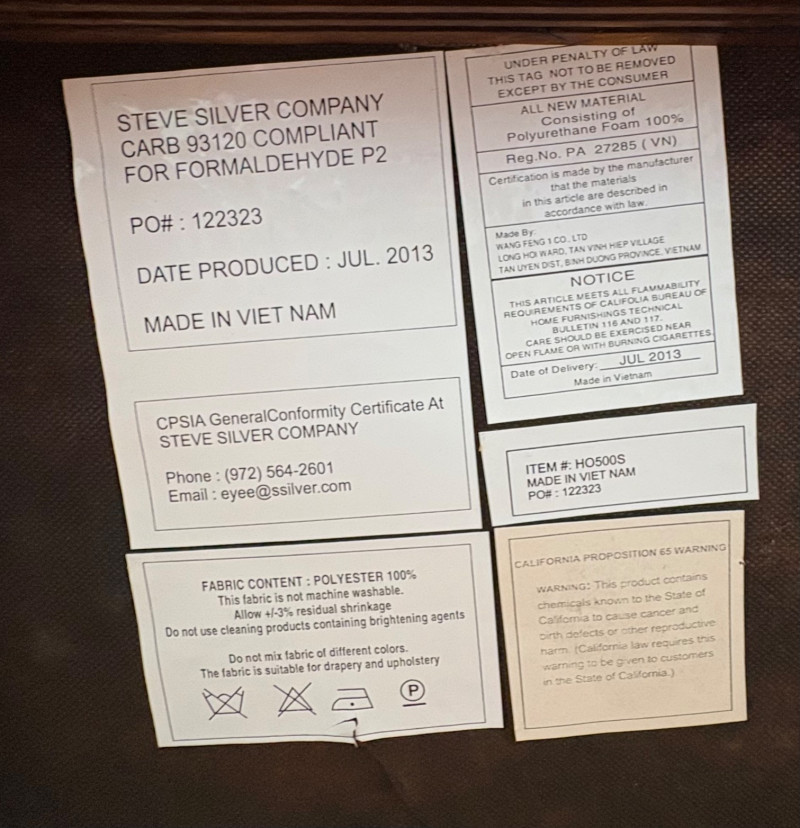 STEVE SILVER COMPANY
CARB 93120 COMPLIANT
FOR FORMALDEHYDE P2
PO# : 122323
DATE PRODUCED : JUL. 2013
MADE IN VIET NAM
CPSIA GeneralConformity Certificate At
STEVE SILVER COMPANY
Phone : (972) 564-2601
Email : eyee@ssilver.com
FABRIC CONTENT : POLYESTER 100%
This fabric is not machine washable.
Allow +/-3% residual shrinkage
Do not use cleaning products containing brightening agents
Do not mix fabric of different colors.
The fabric is suitable for drapery and upholstery
P
UNDER PENALTY OF LAW
THIS TAG NOT TO BE REMOVED
EXCEPT BY THE CONSUMER
ALL NEW MATERIAL
Consisting of
Polyurethane Foam 100%
Reg.No. PA 27285 ( VN)
Certification is made by the manufacturer
that the materials
in this article are described in
accordance with law.
Made By:
WANG FENG 1 CO., LTD
LONG HOI WARD, TAN VINH HIEP VILLAGE
TAN UYEN DIST, BINH DUONG PROVINCE, VIETNAM
NOTICE
THIS ARTICLE MEETS ALL FLAMMABILITY
REQUIREMENTS OF CALIFOLIA BUREAU OF
HOME FURNISHINGS TECHNICAL
BULLETIN 116 AND 117.
CARE SHOULD BE EXERCISED NEAR
OPEN FLAME OR WITH BURNING CIGARETTES.
Date of Delivery: JUL 2013
Made in Vietnam
ITEM #: HO500S
MADE IN VIET NAM
PO# : 122323
CALIFORNIA PROPOSITION 65 WARNING
WARNING: This product contains
chemicals known to the State of
California to cause cancer and
birth defects or other reproductive
harm. (California law requires this
warning to be given to customers
in the State of California.)